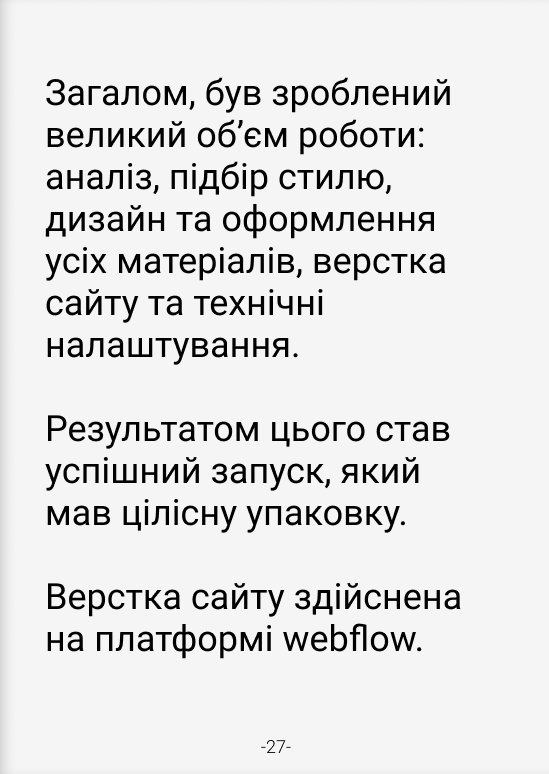 Загалом, був зроблений
великий об’єм роботи:
аналіз, підбір стилю,
дизайн та оформлення
усіх матеріалів, верстка
сайту та технічні
налаштування.
Результатом цього став
успішний запуск, який
мав цілісну упаковку.
Верстка сайту здійснена
на платформі webflow.
-27-